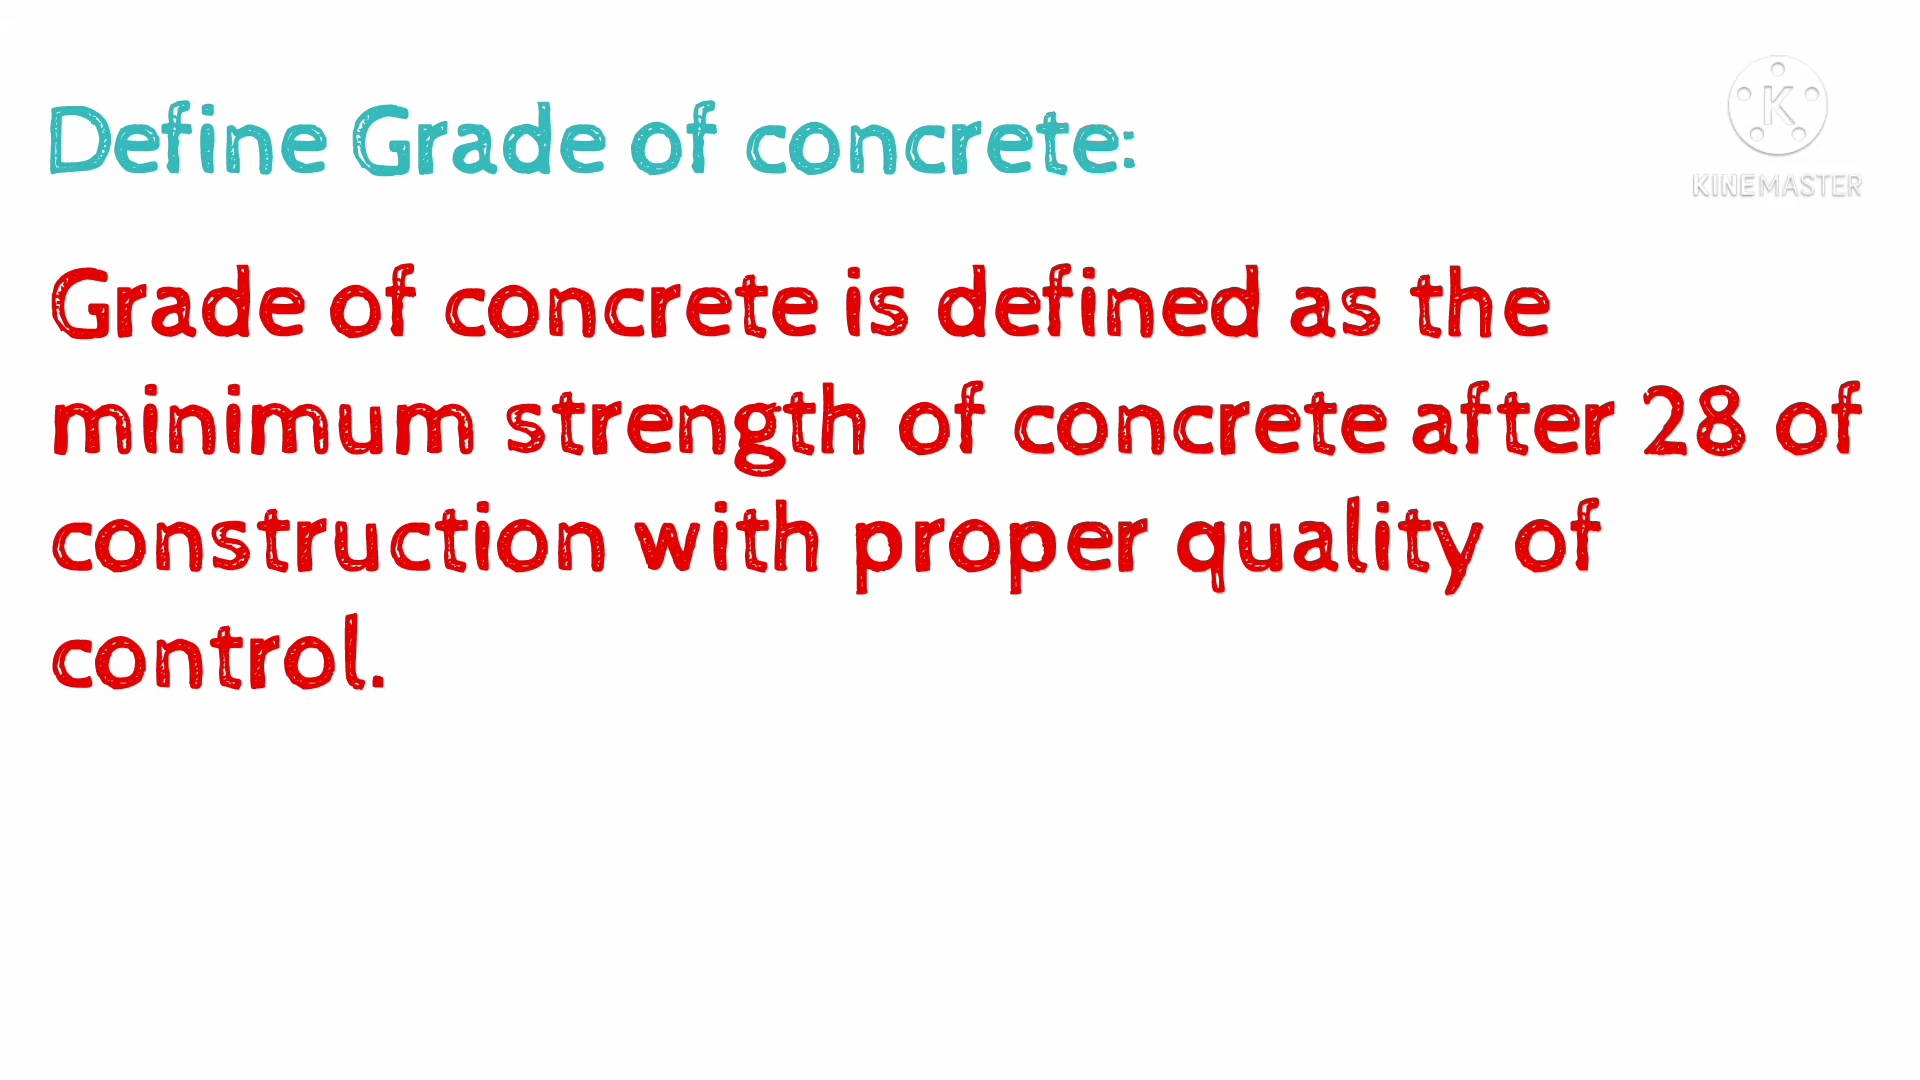 Define Grade of concrete:
KINEMASTER
Grade of concrete is defined as the
minimum strength of concrete after 28 of
construction with proper quality of
control.